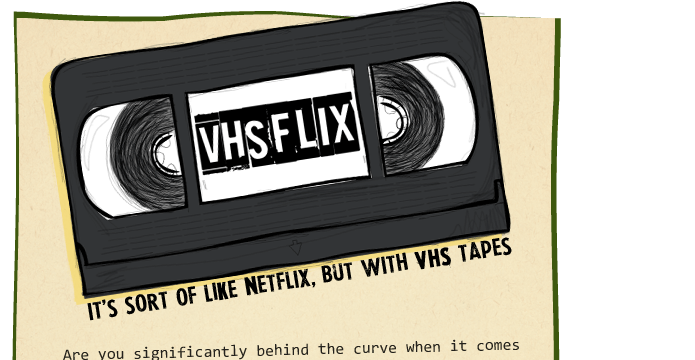 VHSFLIX
IT'S SORT OF LIKE NETFLIX, BUT WITH VHS TAPES
Are you significantly behind the curve when it comes